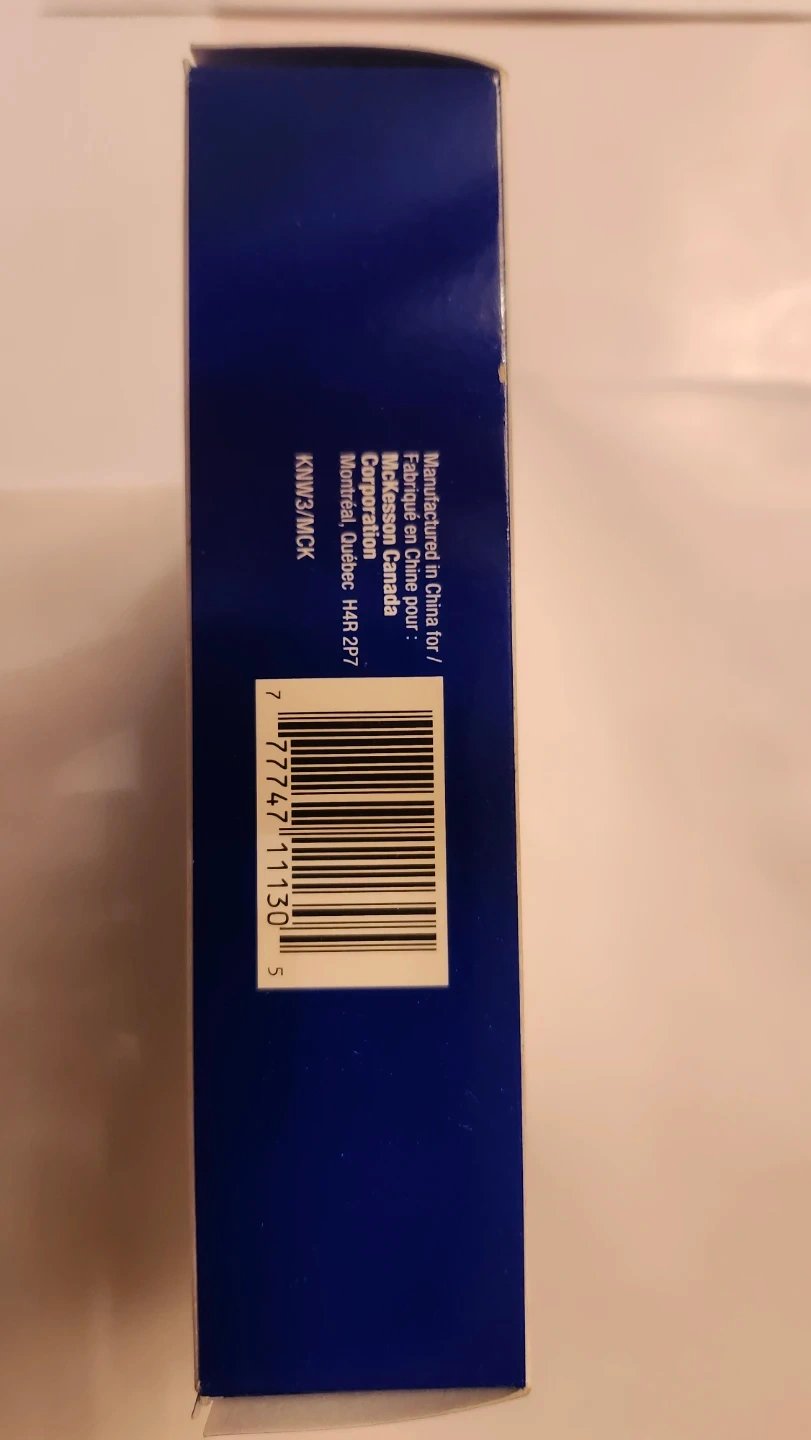 Manufactured in China for /
Fabriqué en Chine pour :
McKesson Canada
Corporation
Montréal, Québec H4R 2P7
KNW3/MCK
7 77747 11130 5